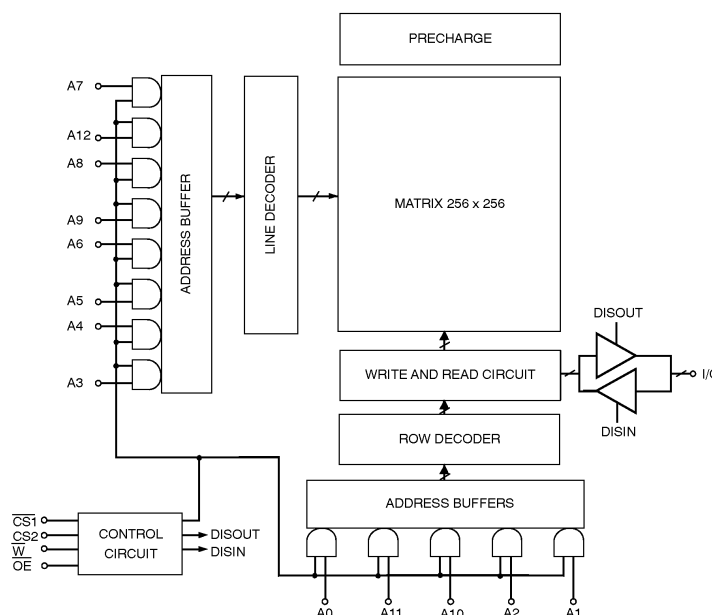 PRECHARGE
A7
A12
A8
A9
A6
A5
A4
A3
ADDRESS BUFFER
LINE DECODER
MATRIX 256 x 256
DISOUT
WRITE AND READ CIRCUIT
DISIN
ROW DECODER
ADDRESS BUFFERS
CS1
CS2
W
OE
CONTROL
CIRCUIT
DISOUT
DISIN
A0
A11
A10
A2
A1